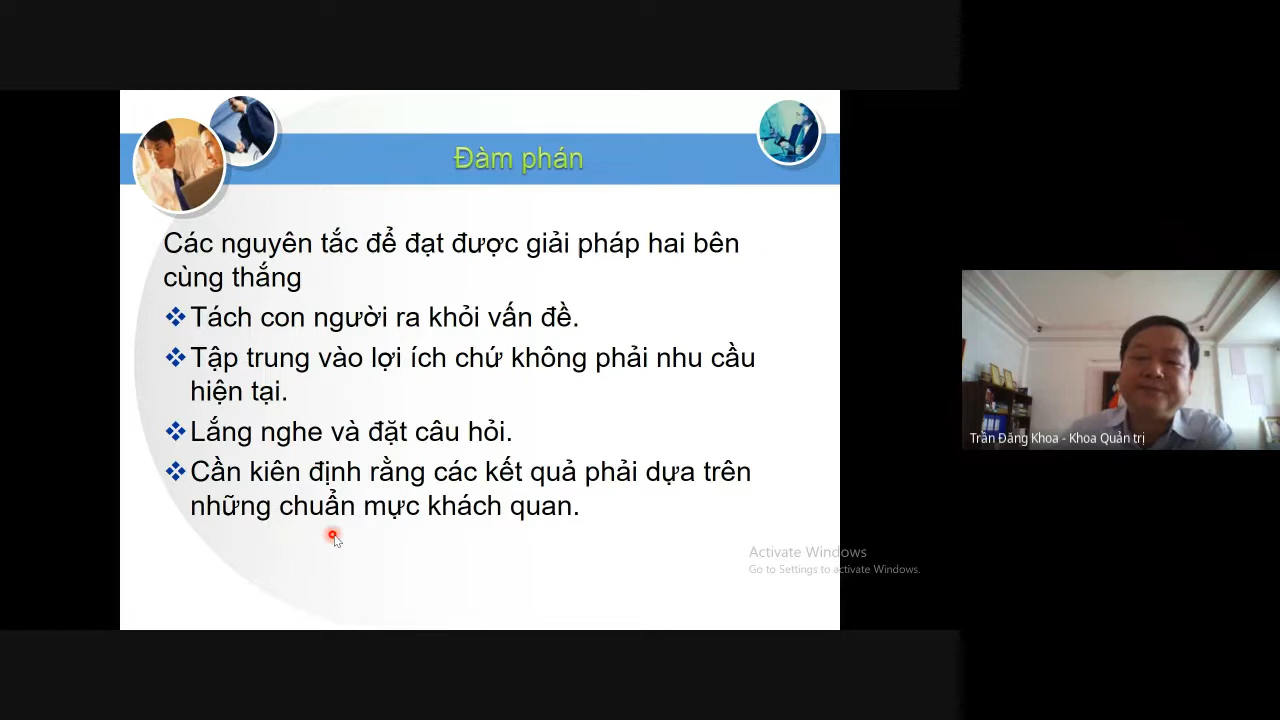 Đàm phán
Các nguyên tắc để đạt được giải pháp hai bên
cùng thắng
Tách con người ra khỏi vấn đề.
Tập trung vào lợi ích chứ không phải nhu cầu
hiện tại.
Lắng nghe và đặt câu hỏi.
Cần kiên định rằng các kết quả phải dựa trên
những chuẩn mực khách quan.
Activate Windows
Go to Settings to activate Windows.
Trần Đăng Khoa - Khoa Quản trị